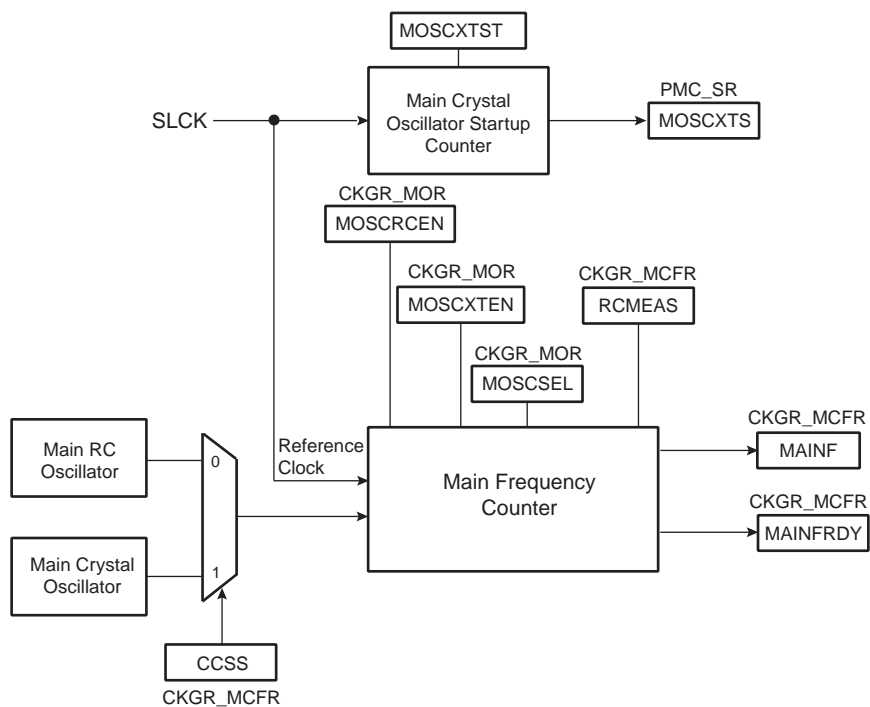 MOSCXTST
Main Crystal
Oscillator Startup
Counter
PMC_SR
MOSCXTS
SLCK
CKGR_MOR
MOSCRCEN
CKGR_MOR
MOSCXTEN
CKGR_MCFR
RCMEAS
CKGR_MOR
MOSCSEL
Main RC
Oscillator
0
Reference
Clock
Main Frequency
Counter
CKGR_MCFR
MAINF
CKGR_MCFR
MAINFRDY
Main Crystal
Oscillator
1
CCSS
CKGR_MCFR